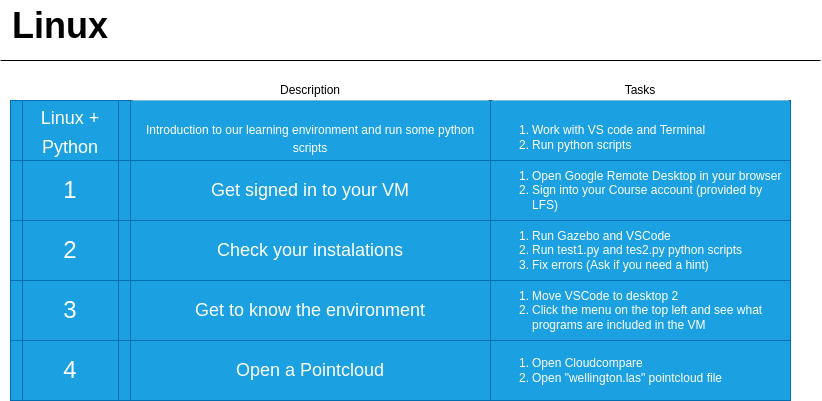 Linux
Description
Tasks
Linux +
Python
Introduction to our learning environment and run some python
scripts
1. Work with VS code and Terminal
2. Run python scripts
1
Get signed in to your VM
1. Open Google Remote Desktop in your browser
2. Sign into your Course account (provided by
LFS)
2
Check your instalations
1. Run Gazebo and VSCode
2. Run test1.py and tes2.py python scripts
3. Fix errors (Ask if you need a hint)
3
Get to know the environment
1. Move VSCode to desktop 2
2. Click the menu on the top left and see what
programs are included in the VM
4
Open a Pointcloud
1. Open Cloudcompare
2. Open "wellington.las" pointcloud file